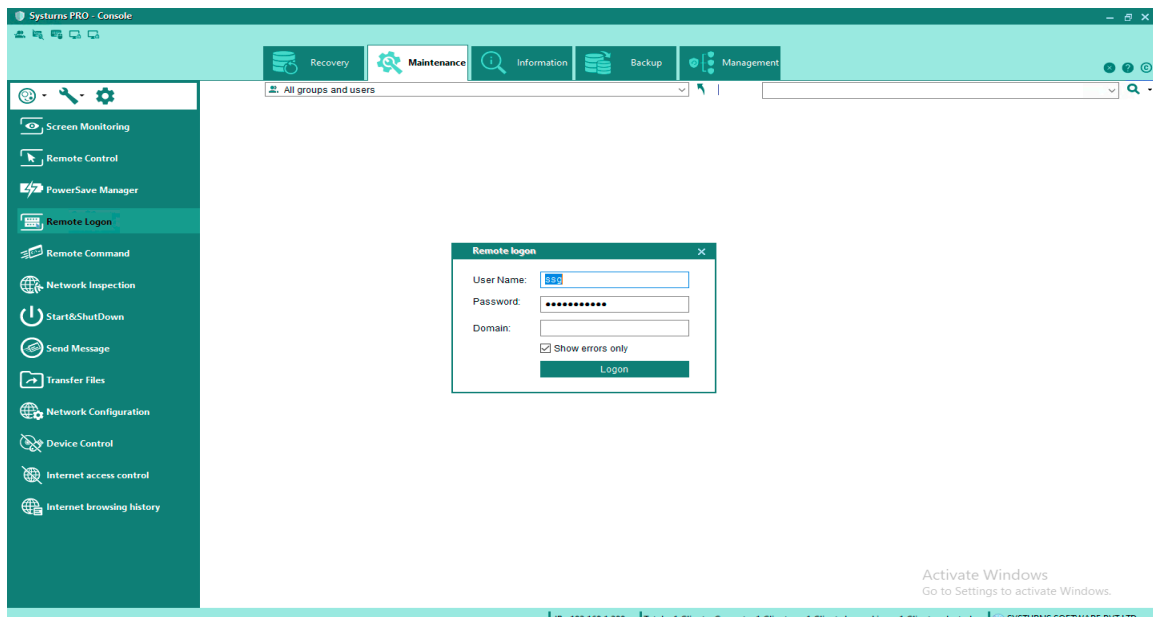 Systurns PRO - Console
Recovery
Maintenance
Information
Backup
Management
All groups and users
Screen Monitoring
Remote Control
PowerSave Manager
Remote Logon
Remote Command
Network Inspection
Start&ShutDown
Send Message
Transfer Files
Network Configuration
Device Control
Internet access control
Internet browsing history
Remote logon
User Name: ssg
Password: •••••••••••
Domain:
Show errors only
Logon
Activate Windows
Go to Settings to activate Windows.